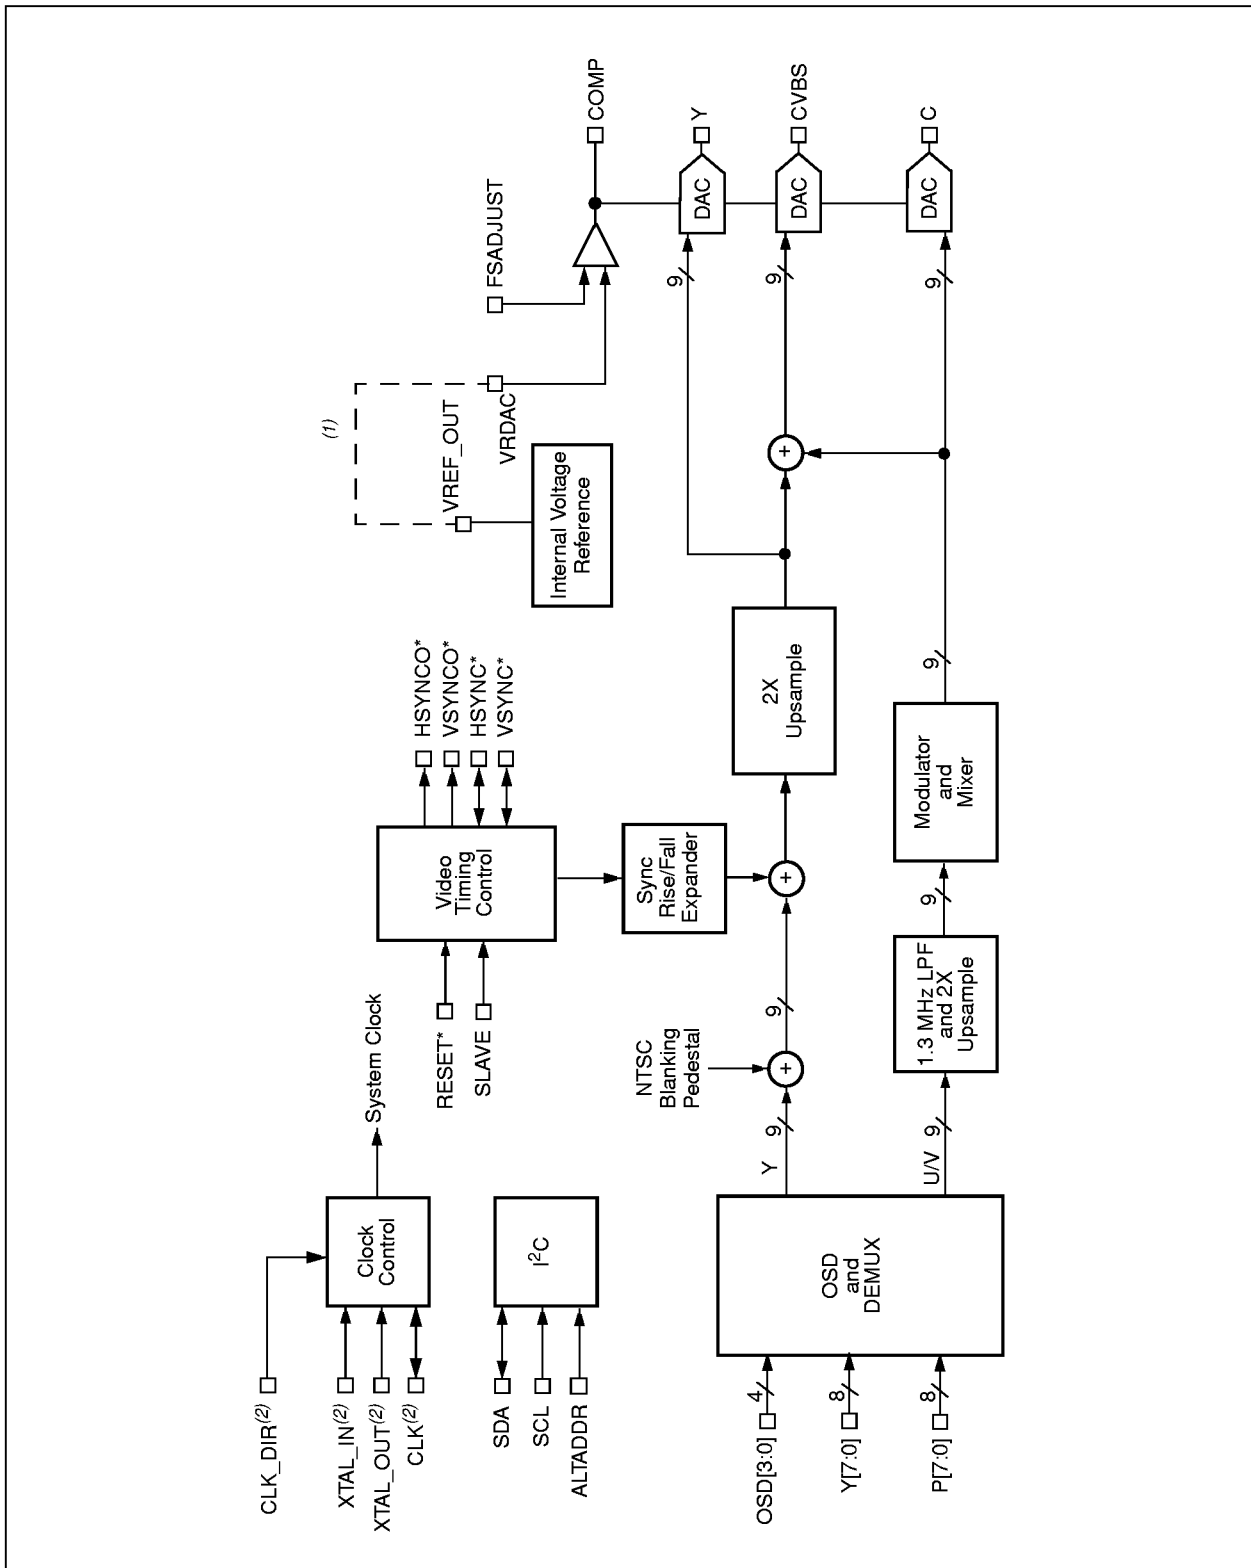 CLK_DIR(2)
XTAL_IN(2)
XTAL_OUT(2)
CLK(2)
Clock
Control
System Clock
SDA
SCL
ALTADDR
I2C
RESET*
SLAVE
Video
Timing
Control
HSYNCO*
VSYNCO*
HSYNC*
VSYNC*
Sync
Rise/Fall
Expander
(1)
VREF_OUT
VRDAC
Internal Voltage
Reference
FSADJUST
COMP
OSD[3:0]
4
Y[7:0]
8
P[7:0]
8
OSD
and
DEMUX
Y
9
NTSC
Blanking
Pedestal
+
9
+
2X
Upsample
+
9
DAC
Y
9
DAC
CVBS
U/V
9
1.3 MHz LPF
and 2X
Upsample
9
Modulator
and
Mixer
9
9
DAC
C